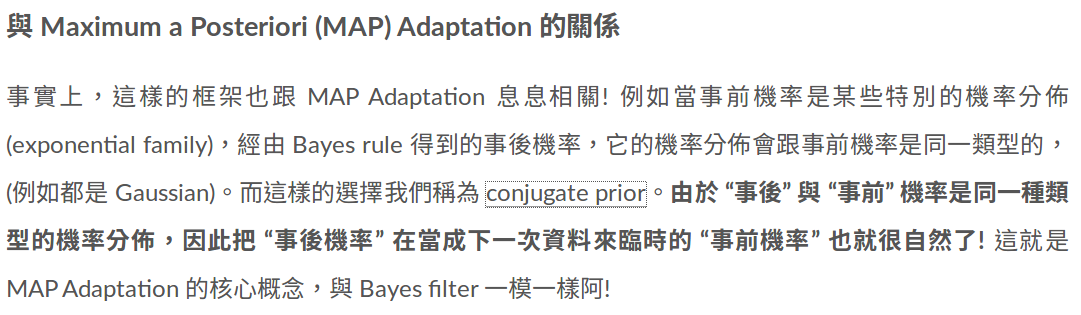 與 Maximum a Posteriori (MAP) Adaptation 的關係
事實上，這樣的框架也跟 MAP Adaptation 息息相關! 例如當事前機率是某些特別的機率分佈
(exponential family)，經由 Bayes rule 得到的事後機率，它的機率分佈會跟事前機率是同一類型的，
(例如都是 Gaussian)。而這樣的選擇我們稱為 conjugate prior。由於 “事後” 與 “事前” 機率是同一種類
型的機率分佈，因此把 “事後機率” 在當成下一次資料來臨時的 “事前機率” 也就很自然了! 這就是
MAP Adaptation 的核心概念，與 Bayes filter 一模一樣阿!